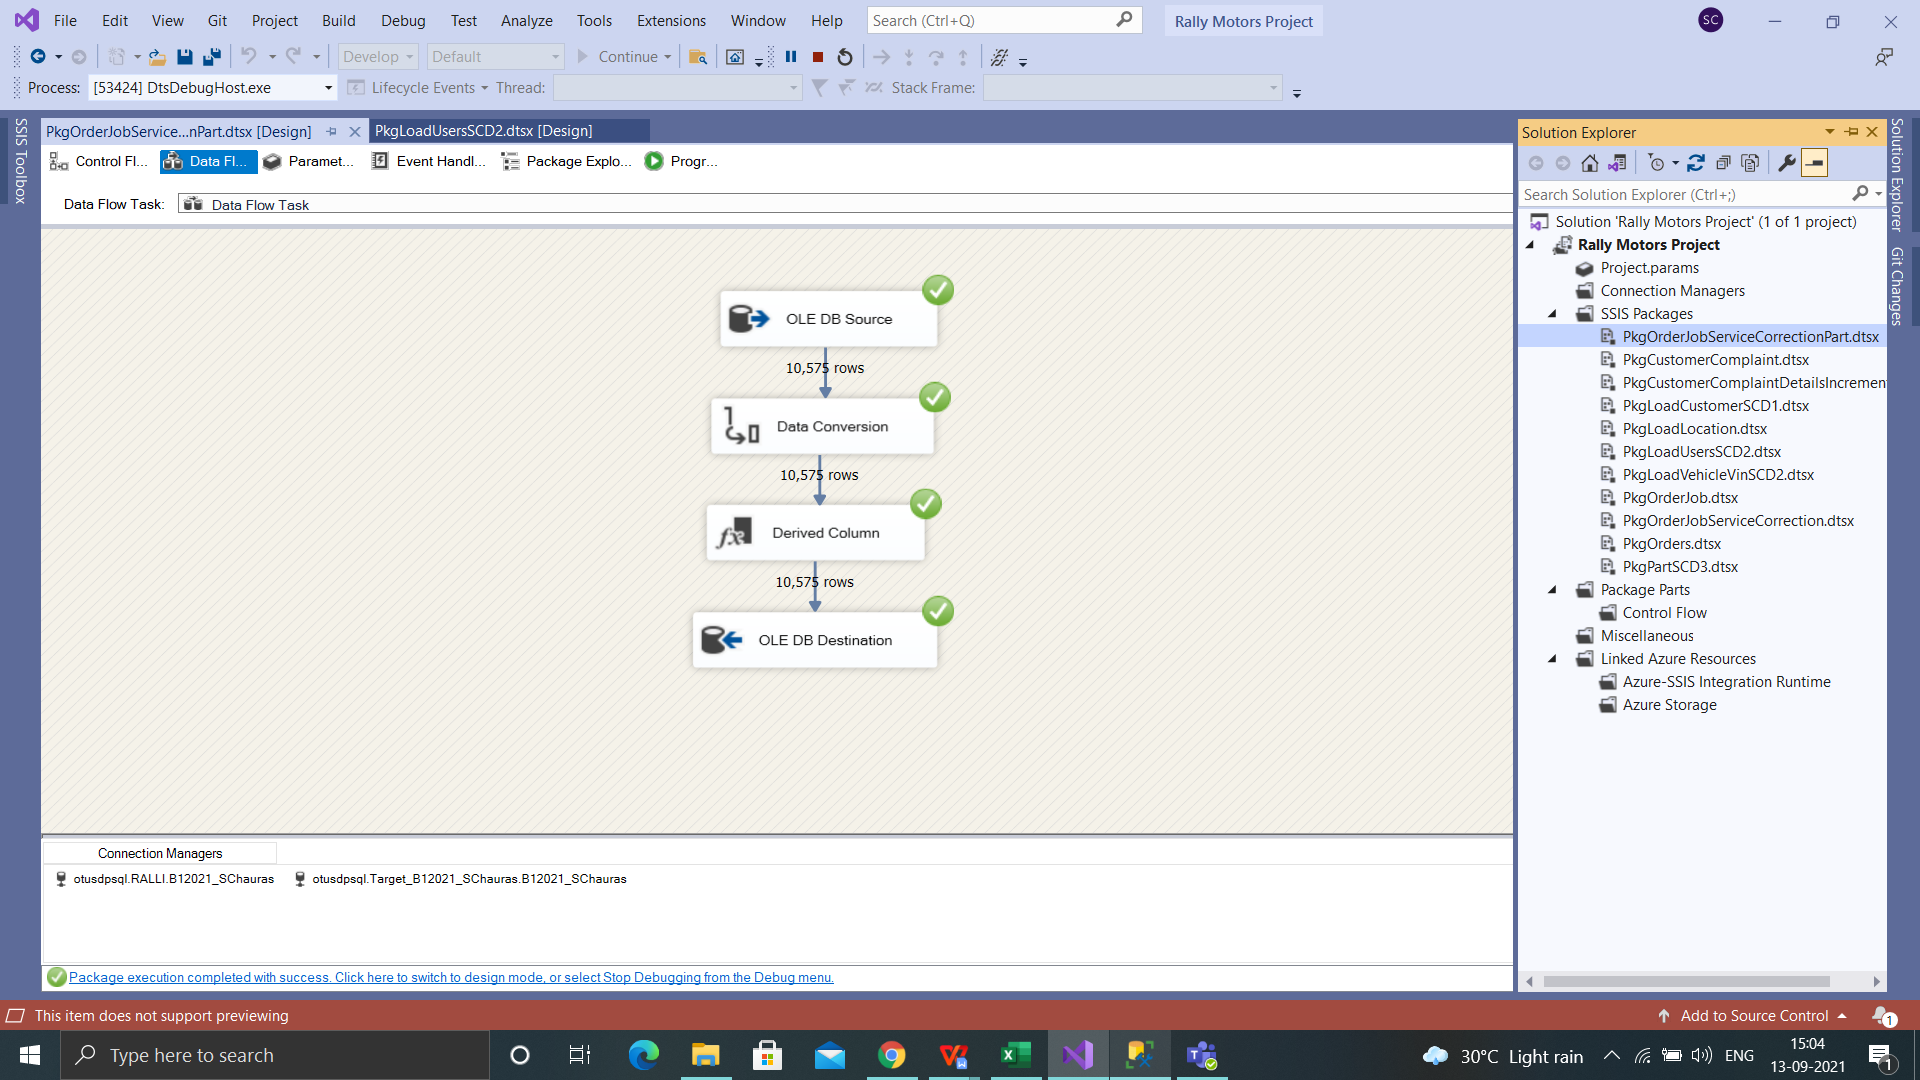 File Edit View Git Project Build Debug Test Analyze Tools Extensions Window Help Search (Ctrl+Q) Rally Motors Project SC
Develop Default Continue
Process: [53424] DtsDebugHost.exe Lifecycle Events Thread: Stack Frame:
SSIS Toolbox
PkgOrderJobService...nPart.dtsx [Design] PkgLoadUsersSCD2.dtsx [Design]
Control Fl... Data Fl... Paramet... Event Handl... Package Explo... Progr...
Data Flow Task: Data Flow Task
OLE DB Source
10,575 rows
Data Conversion
10,575 rows
Derived Column
10,575 rows
OLE DB Destination
Connection Managers
otusdpsql.RALLI.B12021_SChauras otusdpsql.Target_B12021_SChauras.B12021_SChauras
Package execution completed with success. Click here to switch to design mode, or select Stop Debugging from the Debug menu.
Solution Explorer
Search Solution Explorer (Ctrl+;)
Solution 'Rally Motors Project' (1 of 1 project)
Rally Motors Project
Project.params
Connection Managers
SSIS Packages
PkgOrderJobServiceCorrectionPart.dtsx
PkgCustomerComplaint.dtsx
PkgCustomerComplaintDetailsIncremen
PkgLoadCustomerSCD1.dtsx
PkgLoadLocation.dtsx
PkgLoadUsersSCD2.dtsx
PkgLoadVehicleVinSCD2.dtsx
PkgOrderJob.dtsx
PkgOrderJobServiceCorrection.dtsx
PkgOrders.dtsx
PkgPartSCD3.dtsx
Package Parts
Control Flow
Miscellaneous
Linked Azure Resources
Azure-SSIS Integration Runtime
Azure Storage
Solution Explorer
Git Changes
This item does not support previewing Add to Source Control 1
Type here to search 30°C Light rain ENG 15:04
13-09-2021 1